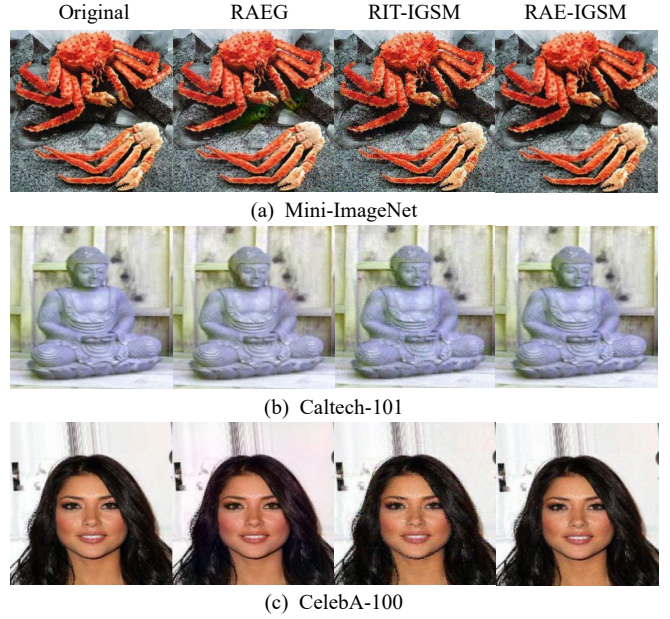 Original RAEG RIT-IGSM RAE-IGSM
(a) Mini-ImageNet
(b) Caltech-101
(c) CelebA-100